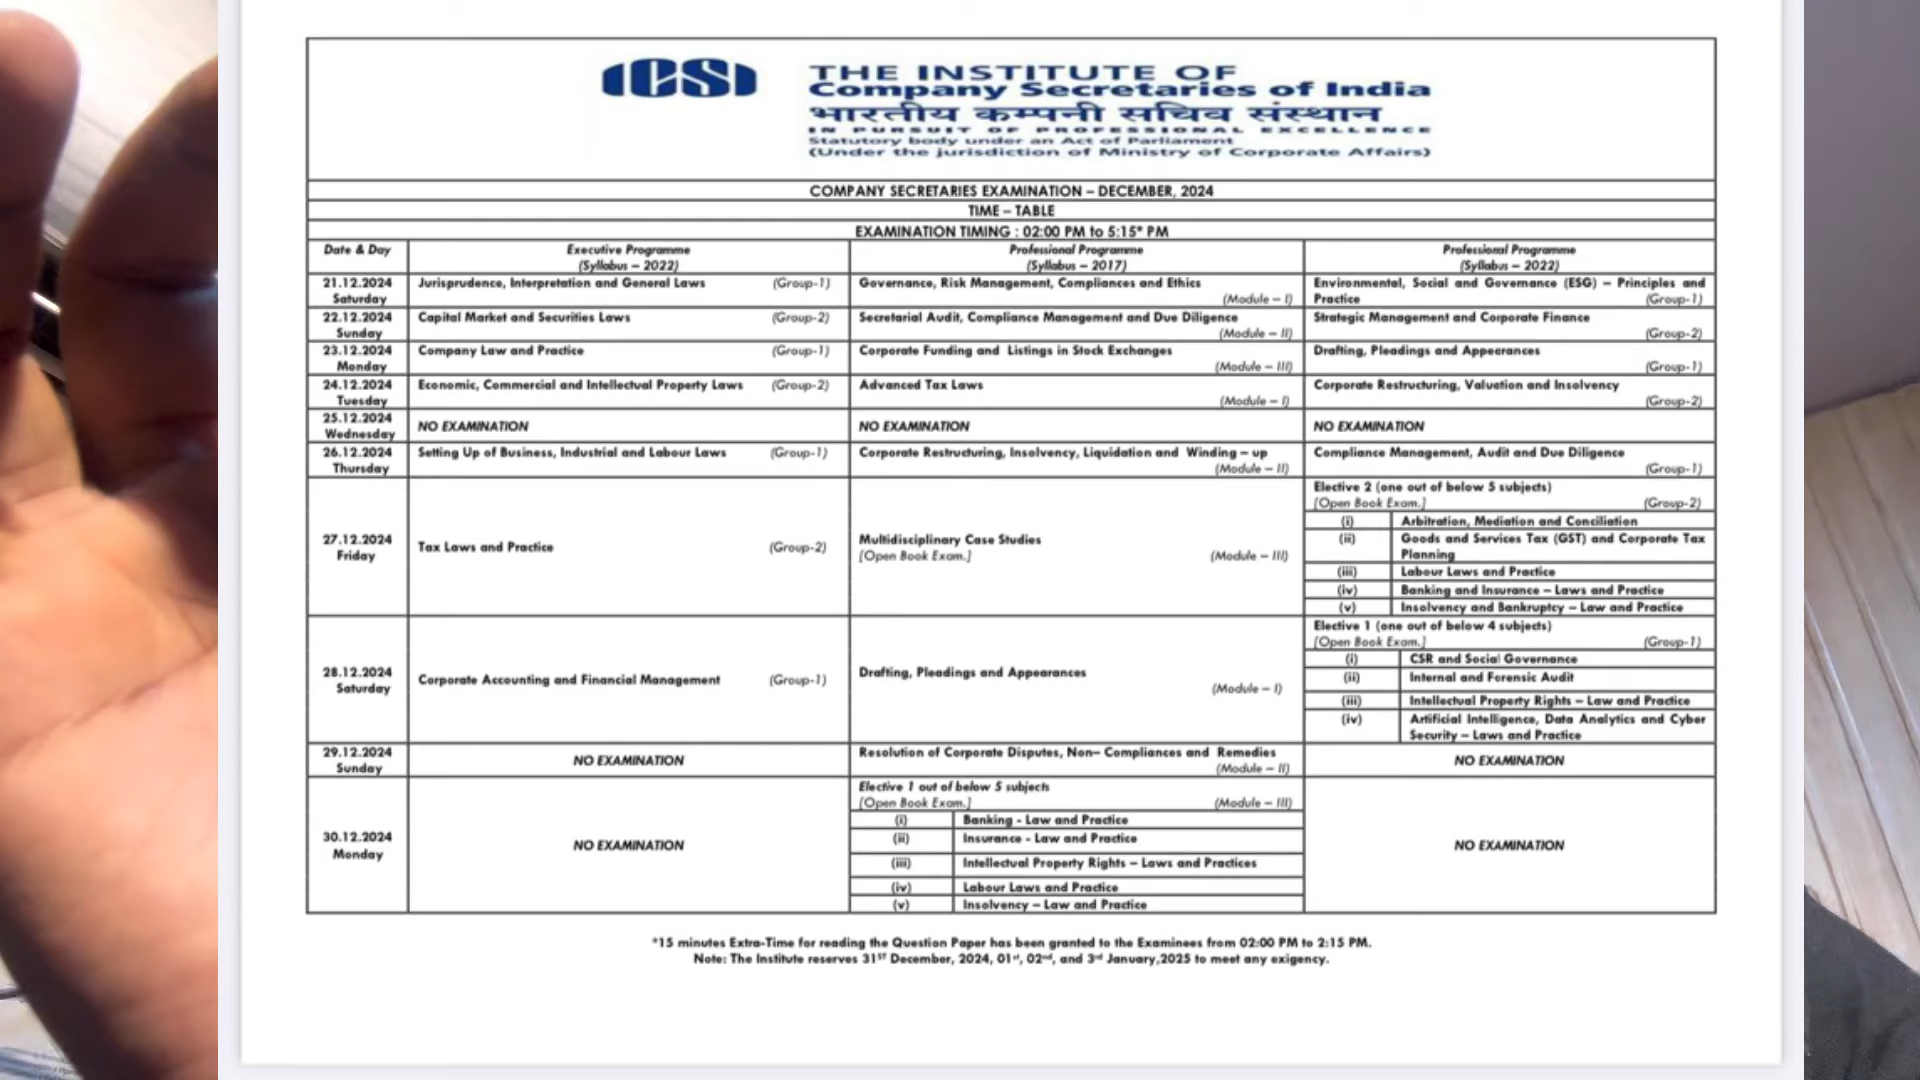 ICSI
THE INSTITUTE OF
Company Secretaries of India
भारतीय कम्पनी सचिव संस्थान
IN PURSUIT OF PROFESSIONAL EXCELLENCE
Statutory body under an Act of Parliament
(Under the jurisdiction of Ministry of Corporate Affairs)
COMPANY SECRETARIES EXAMINATION – DECEMBER, 2024
TIME – TABLE
EXAMINATION TIMING : 02:00 PM to 5:15* PM
Date & Day
Executive Programme
(Syllabus – 2022)
Professional Programme
(Syllabus – 2017)
Professional Programme
(Syllabus – 2022)
21.12.2024
Saturday
Jurisprudence, Interpretation and General Laws (Group-1)
Governance, Risk Management, Compliances and Ethics
(Module – I)
Environmental, Social and Governance (ESG) – Principles and
Practice (Group-1)
22.12.2024
Sunday
Capital Market and Securities Laws (Group-2)
Secretarial Audit, Compliance Management and Due Diligence
(Module – II)
Strategic Management and Corporate Finance
(Group-2)
23.12.2024
Monday
Company Law and Practice (Group-1)
Corporate Funding and Listings in Stock Exchanges
(Module – III)
Drafting, Pleadings and Appearances
(Group-1)
24.12.2024
Tuesday
Economic, Commercial and Intellectual Property Laws (Group-2)
Advanced Tax Laws
(Module – I)
Corporate Restructuring, Valuation and Insolvency
(Group-2)
25.12.2024
Wednesday
NO EXAMINATION
NO EXAMINATION
NO EXAMINATION
26.12.2024
Thursday
Setting Up of Business, Industrial and Labour Laws (Group-1)
Corporate Restructuring, Insolvency, Liquidation and Winding – up
(Module – II)
Compliance Management, Audit and Due Diligence
(Group-1)
27.12.2024
Friday
Tax Laws and Practice (Group-2)
Multidisciplinary Case Studies
[Open Book Exam.] (Module – III)
Elective 2 (one out of below 5 subjects)
[Open Book Exam.] (Group-2)
(i) Arbitration, Mediation and Conciliation
(ii) Goods and Services Tax (GST) and Corporate Tax
Planning
(iii) Labour Laws and Practice
(iv) Banking and Insurance – Laws and Practice
(v) Insolvency and Bankruptcy – Law and Practice
28.12.2024
Saturday
Corporate Accounting and Financial Management (Group-1)
Drafting, Pleadings and Appearances
(Module – I)
Elective 1 (one out of below 4 subjects)
[Open Book Exam.] (Group-1)
(i) CSR and Social Governance
(ii) Internal and Forensic Audit
(iii) Intellectual Property Rights – Law and Practice
(iv) Artificial Intelligence, Data Analytics and Cyber
Security – Laws and Practice
29.12.2024
Sunday
NO EXAMINATION
Resolution of Corporate Disputes, Non– Compliances and Remedies
(Module – II)
NO EXAMINATION
30.12.2024
Monday
NO EXAMINATION
Elective 1 out of below 5 subjects
[Open Book Exam.] (Module – III)
(i) Banking - Law and Practice
(ii) Insurance - Law and Practice
(iii) Intellectual Property Rights – Laws and Practices
(iv) Labour Laws and Practice
(v) Insolvency – Law and Practice
NO EXAMINATION
*15 minutes Extra-Time for reading the Question Paper has been granted to the Examinees from 02:00 PM to 2:15 PM.
Note: The Institute reserves 31ST December, 2024, 01st, 02nd, and 3rd January,2025 to meet any exigency.